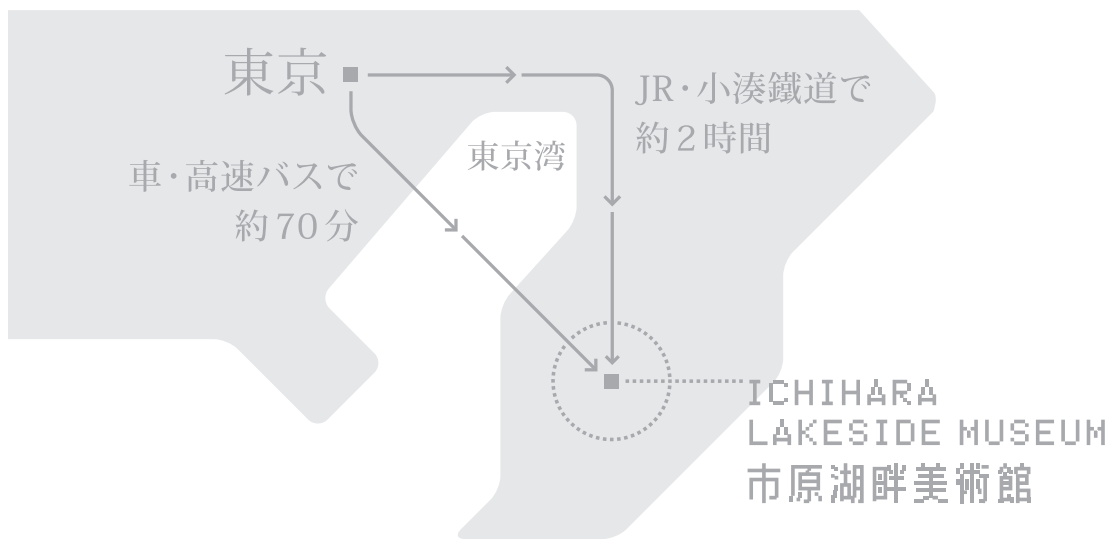 東京
JR・小湊鐵道で
約2時間
東京湾
車・高速バスで
約70分
ICHIHARA
LAKESIDE MUSEUM
市原湖畔美術館